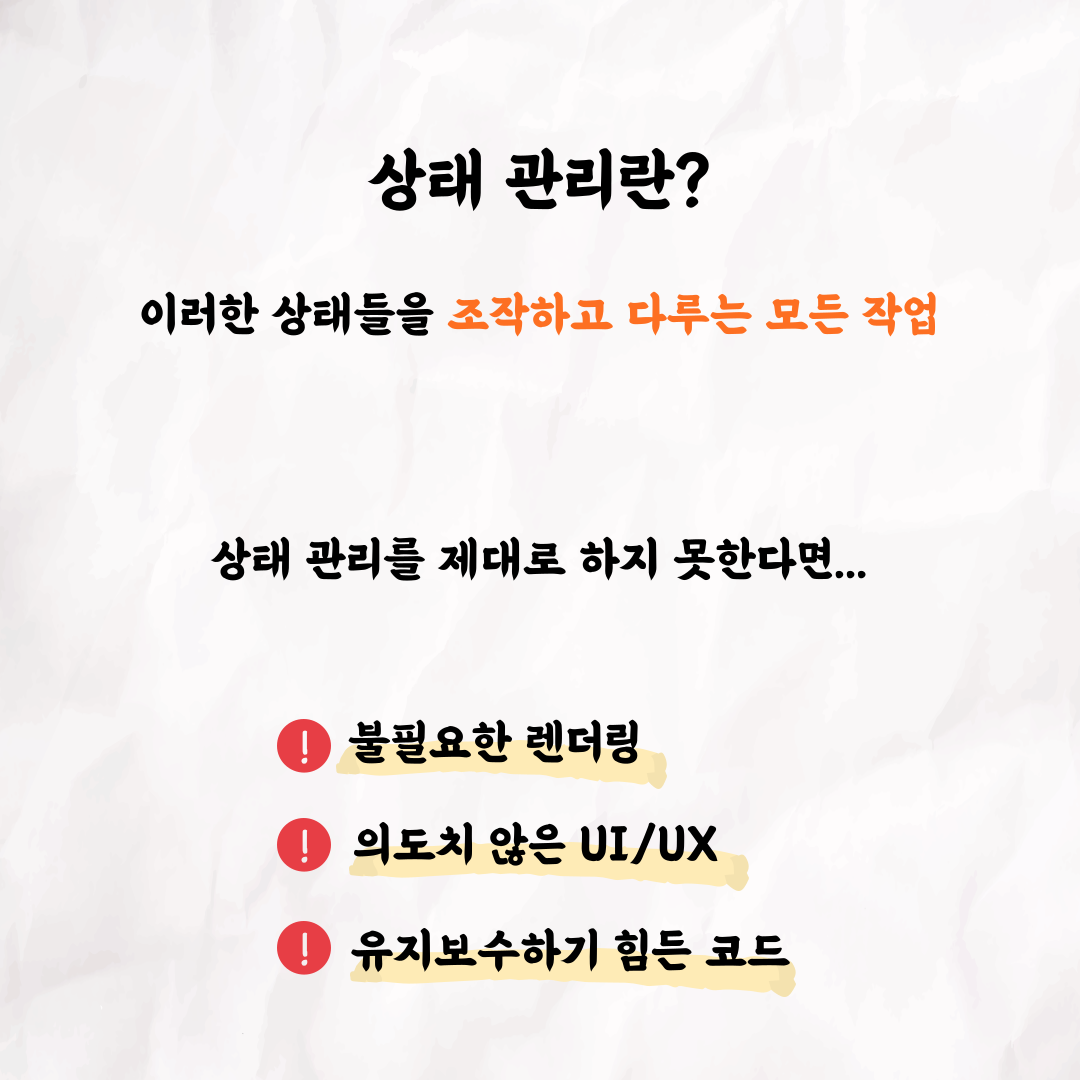 상태 관리란?
이러한 상태들을 조작하고 다루는 모든 작업
상태 관리를 제대로 하지 못한다면...
불필요한 렌더링
의도치 않은 UI/UX
유지보수하기 힘든 코드